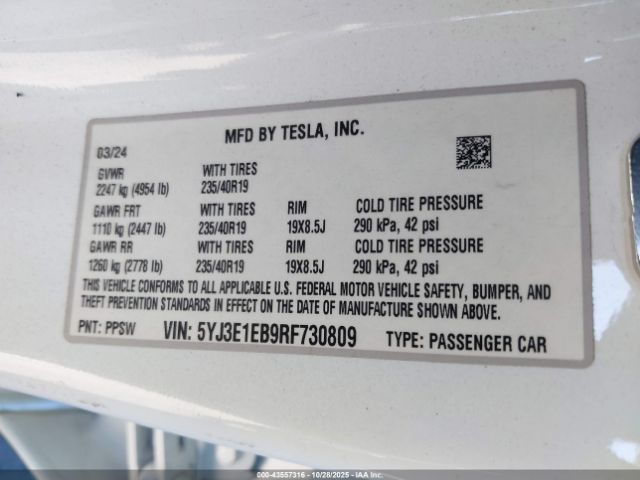 MFD BY TESLA, INC.
03/24
GVWR WITH TIRES
2247 kg (4954 lb) 235/40R19
GAWR FRT WITH TIRES RIM COLD TIRE PRESSURE
1110 kg (2447 lb) 235/40R19 19X8.5J 290 kPa, 42 psi
GAWR RR WITH TIRES RIM COLD TIRE PRESSURE
1260 kg (2778 lb) 235/40R19 19X8.5J 290 kPa, 42 psi
THIS VEHICLE CONFORMS TO ALL APPLICABLE U.S. FEDERAL MOTOR VEHICLE SAFETY, BUMPER, AND
THEFT PREVENTION STANDARDS IN EFFECT ON THE DATE OF MANUFACTURE SHOWN ABOVE.
PNT: PPSW VIN: 5YJ3E1EB9RF730809 TYPE: PASSENGER CAR
000-43557316 - 10/28/2025 - IAA Inc.